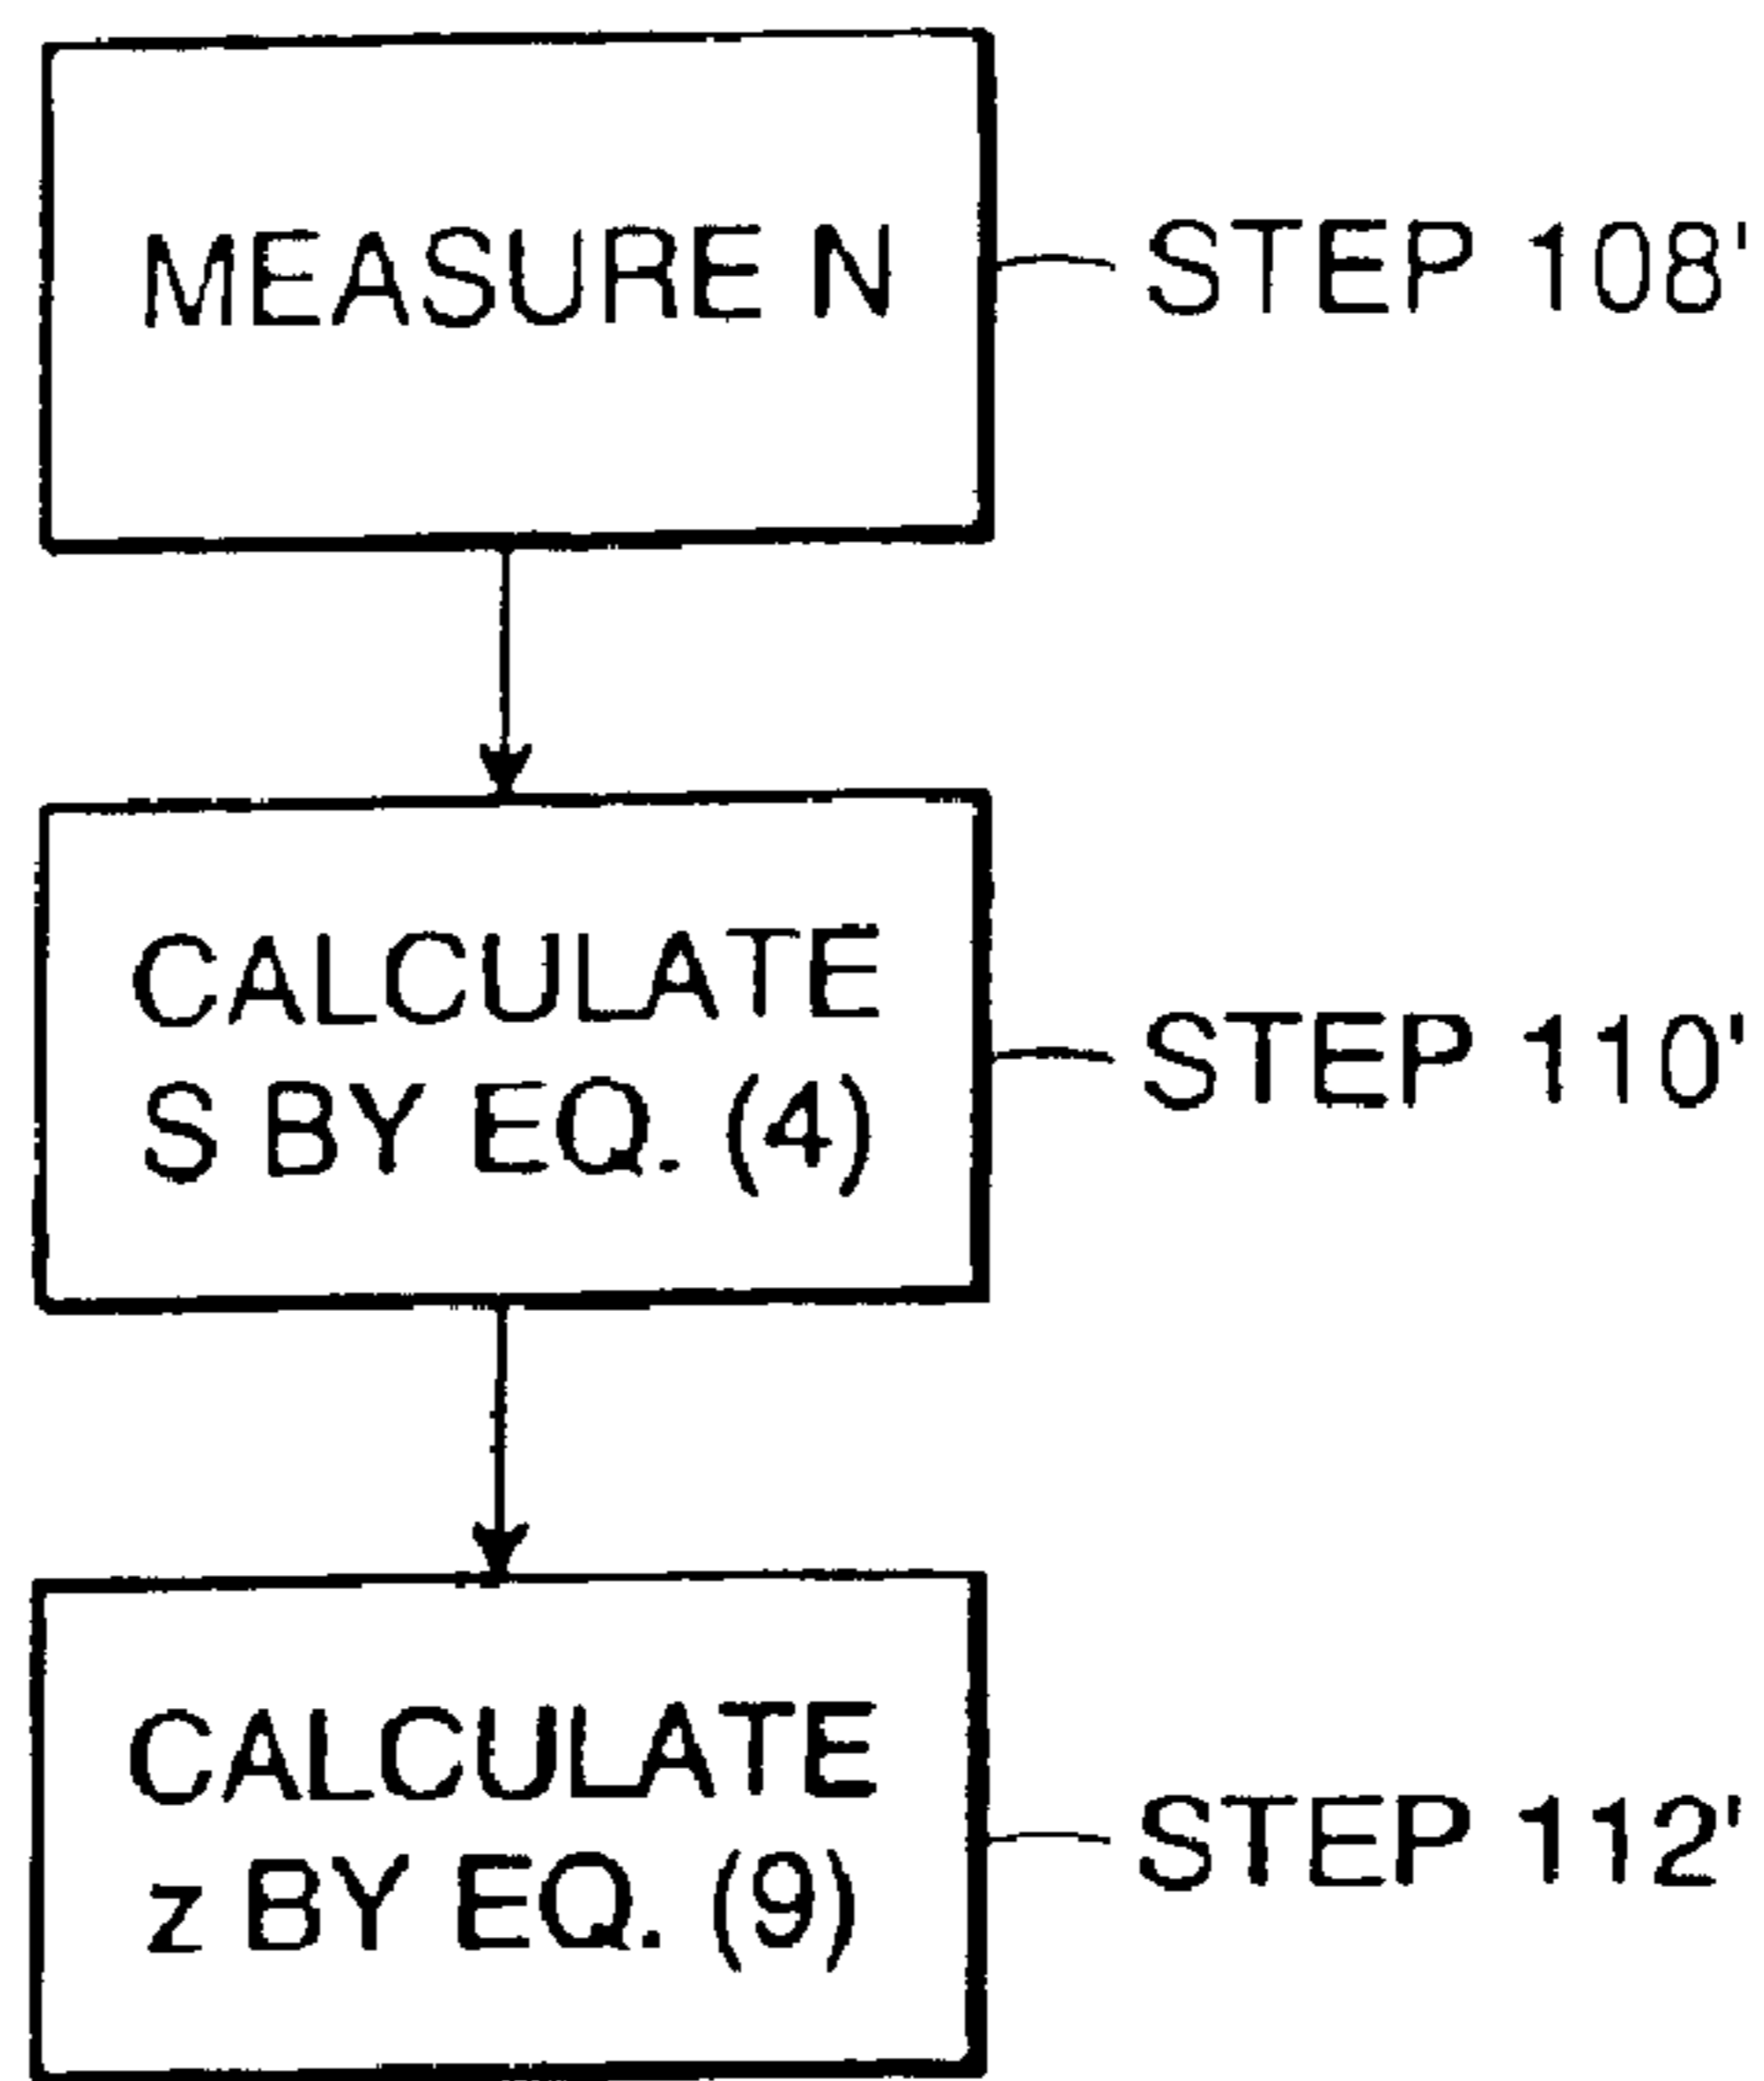 MEASURE N
STEP 108'
CALCULATE
S BY EQ. (4)
STEP 110'
CALCULATE
z BY EQ. (9)
STEP 112'